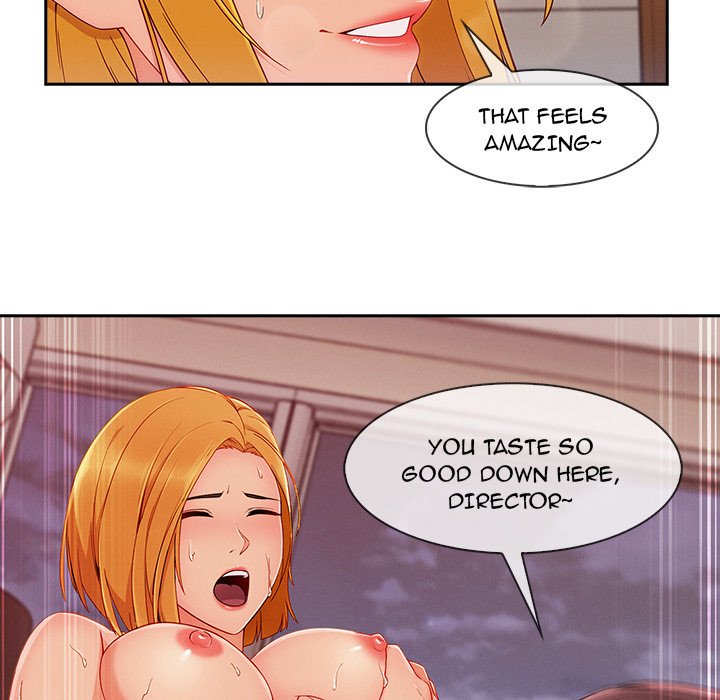 THAT FEELS
AMAZING~
YOU TASTE SO
GOOD DOWN HERE,
DIRECTOR~